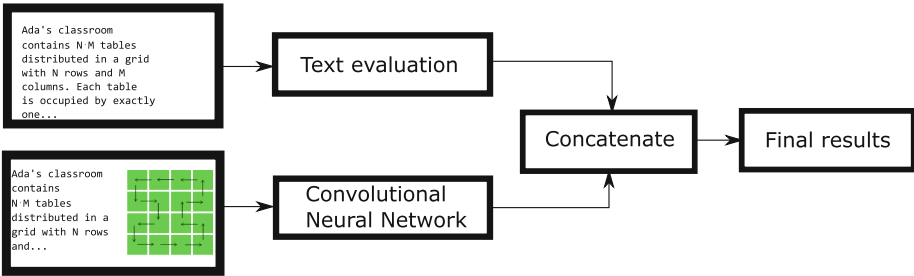 Ada's classroom
contains N·M tables
distributed in a grid
with N rows and M
columns. Each table
is occupied by exactly
one...
Text evaluation
Concatenate
Final results
Ada's classroom
contains
N·M tables
distributed in a
grid with N rows
and...
Convolutional
Neural Network